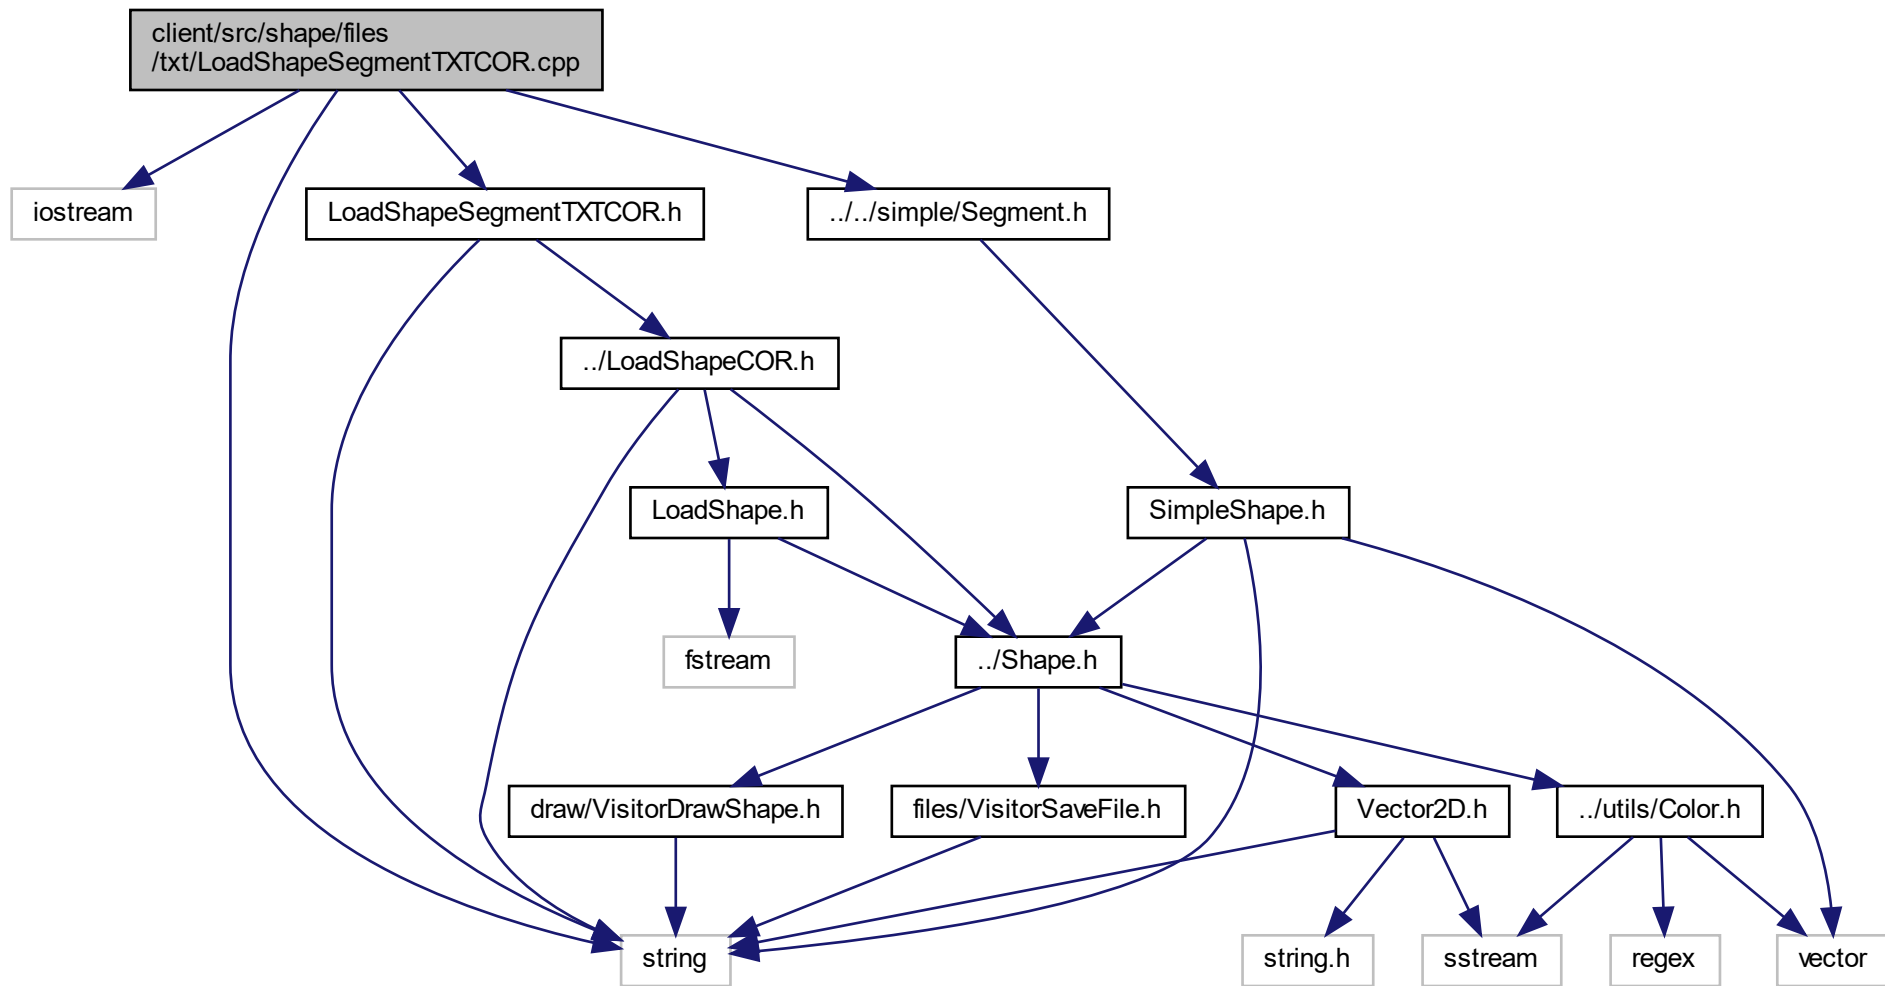 client/src/shape/files
/txt/LoadShapeSegmentTXTCOR.cpp
iostream
LoadShapeSegmentTXTCOR.h
../../simple/Segment.h
../LoadShapeCOR.h
LoadShape.h
SimpleShape.h
fstream
../Shape.h
draw/VisitorDrawShape.h
files/VisitorSaveFile.h
Vector2D.h
../utils/Color.h
string
string.h
sstream
regex
vector